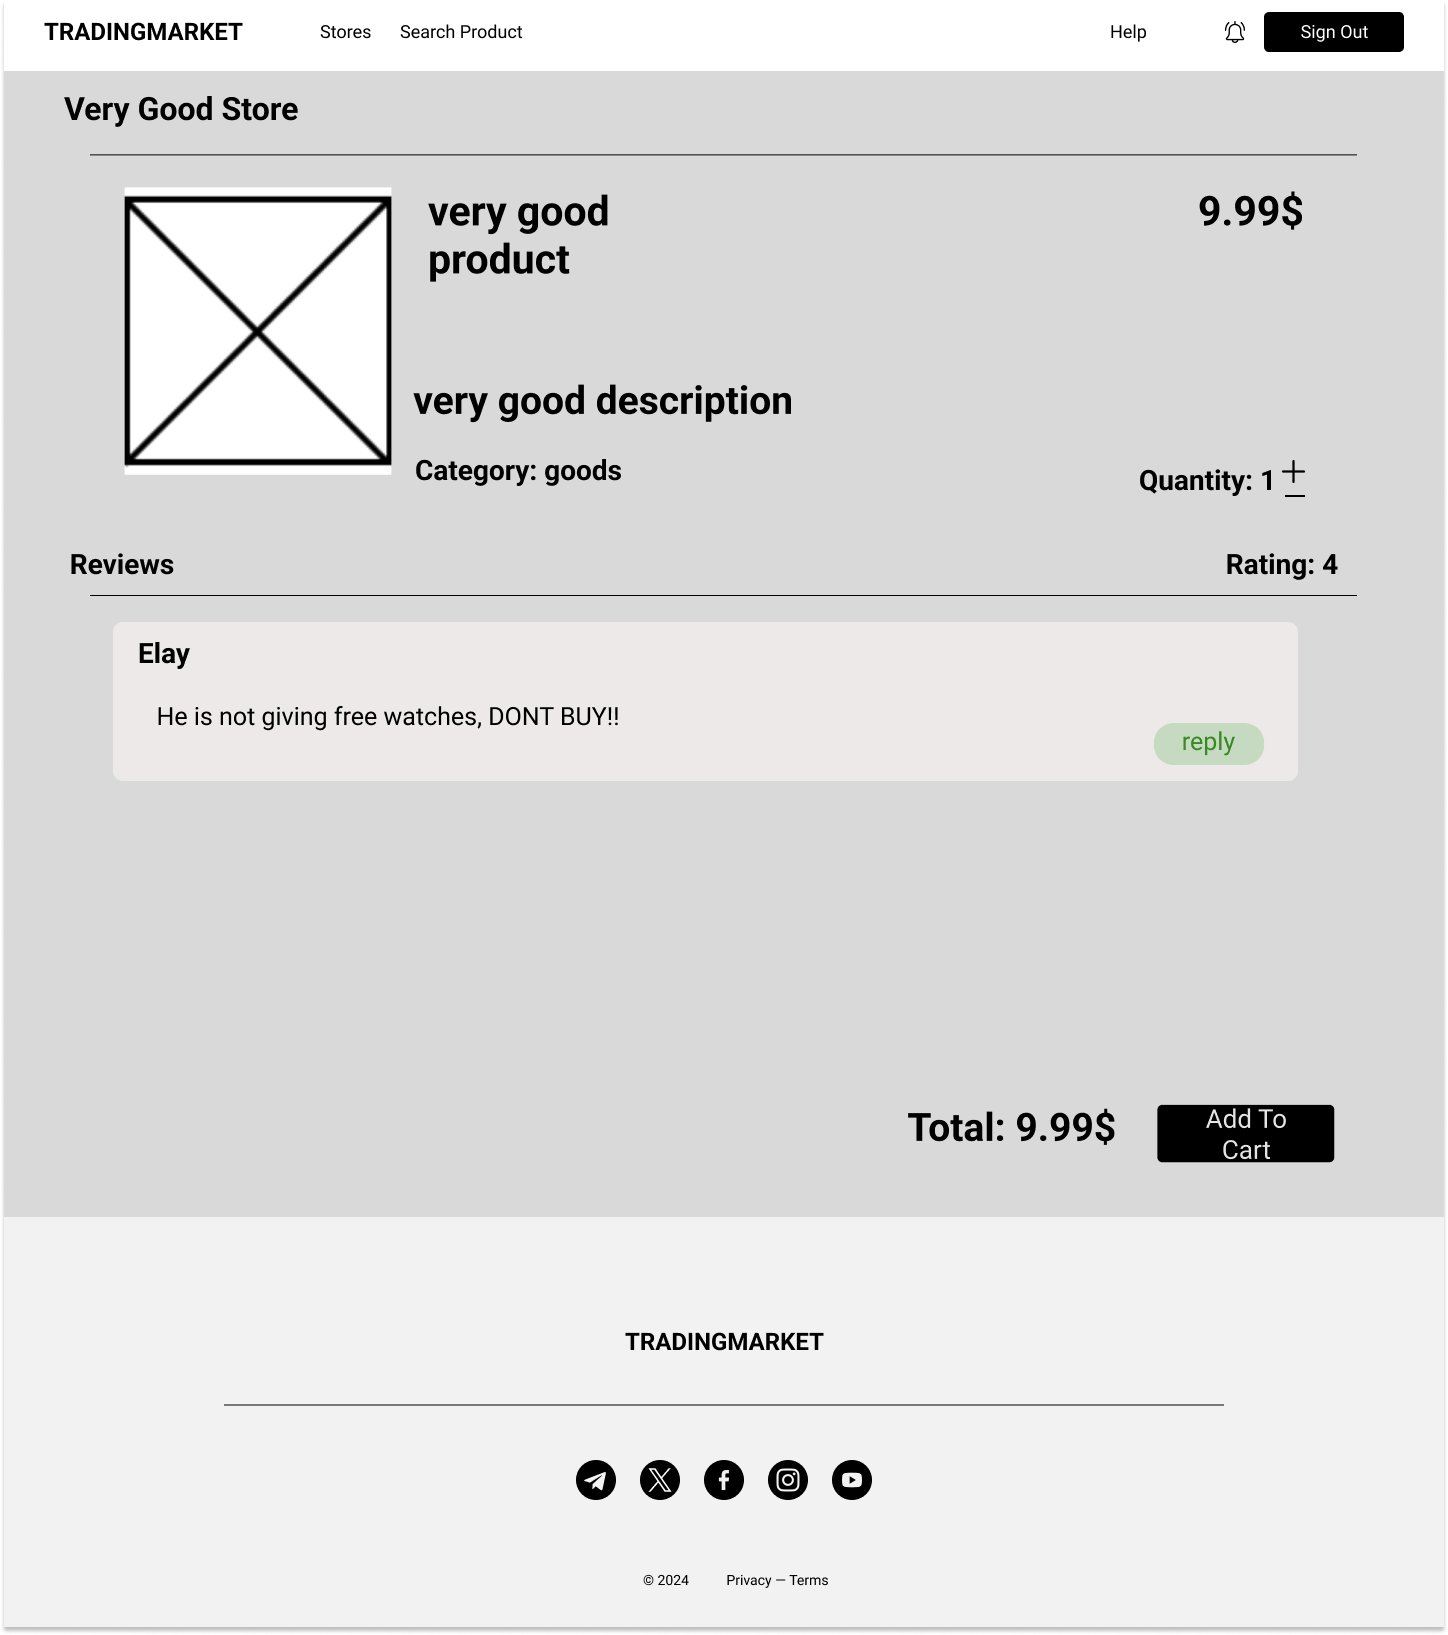 TRADINGMARKET
Stores
Search Product
Help
Sign Out
Very Good Store
very good
product
9.99$
very good description
Category: goods
Quantity: 1
Reviews
Rating: 4
Elay
He is not giving free watches, DONT BUY!!
reply
Total: 9.99$
Add To
Cart
TRADINGMARKET
© 2024
Privacy — Terms